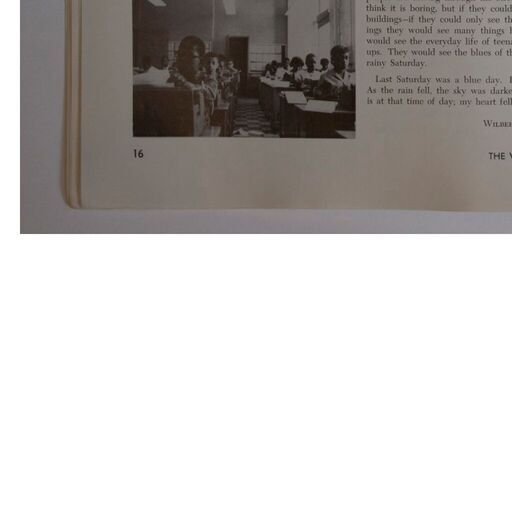 think it is boring, but if they could
buildings—if they could only see th
ings they would see many things
would see the everyday life of teen
ups. They would see the blues of th
rainy Saturday.
Last Saturday was a blue day.
As the rain fell, the sky was darke
is at that time of day; my heart fell
WILBE
16
THE